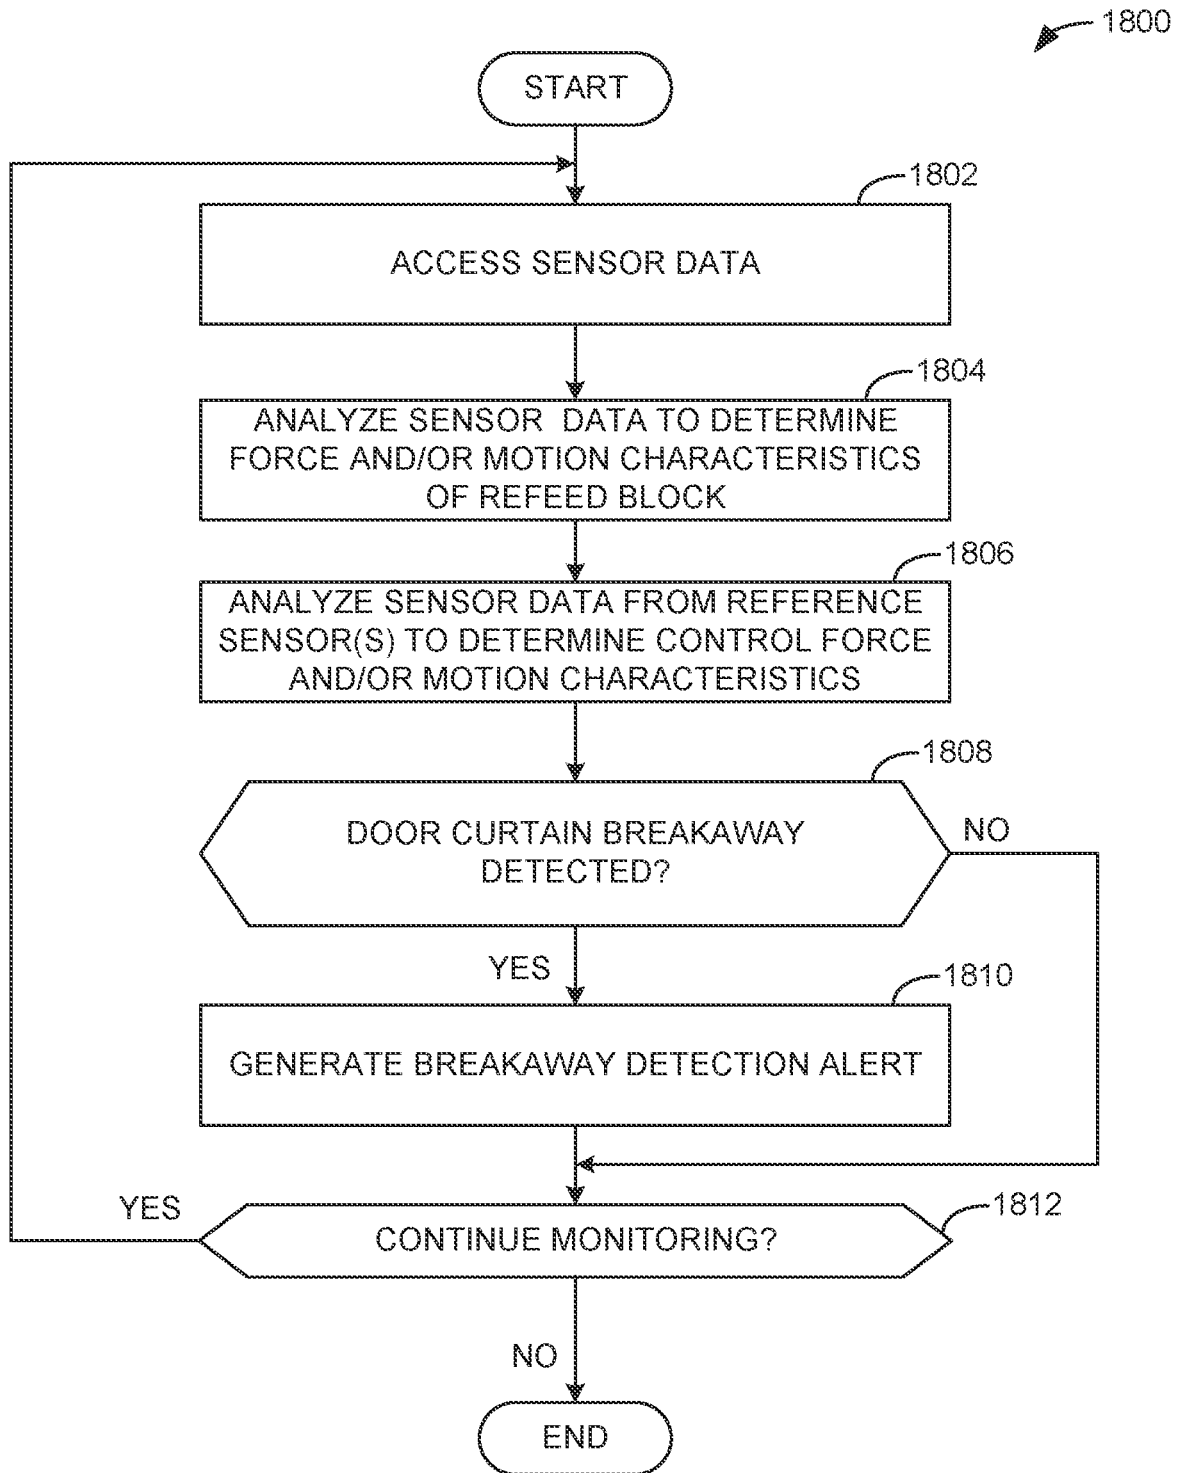 1800
START
1802
ACCESS SENSOR DATA
1804
ANALYZE SENSOR DATA TO DETERMINE
FORCE AND/OR MOTION CHARACTERISTICS
OF REFEED BLOCK
1806
ANALYZE SENSOR DATA FROM REFERENCE
SENSOR(S) TO DETERMINE CONTROL FORCE
AND/OR MOTION CHARACTERISTICS
1808
DOOR CURTAIN BREAKAWAY
DETECTED?
NO
YES
1810
GENERATE BREAKAWAY DETECTION ALERT
YES
1812
CONTINUE MONITORING?
NO
END